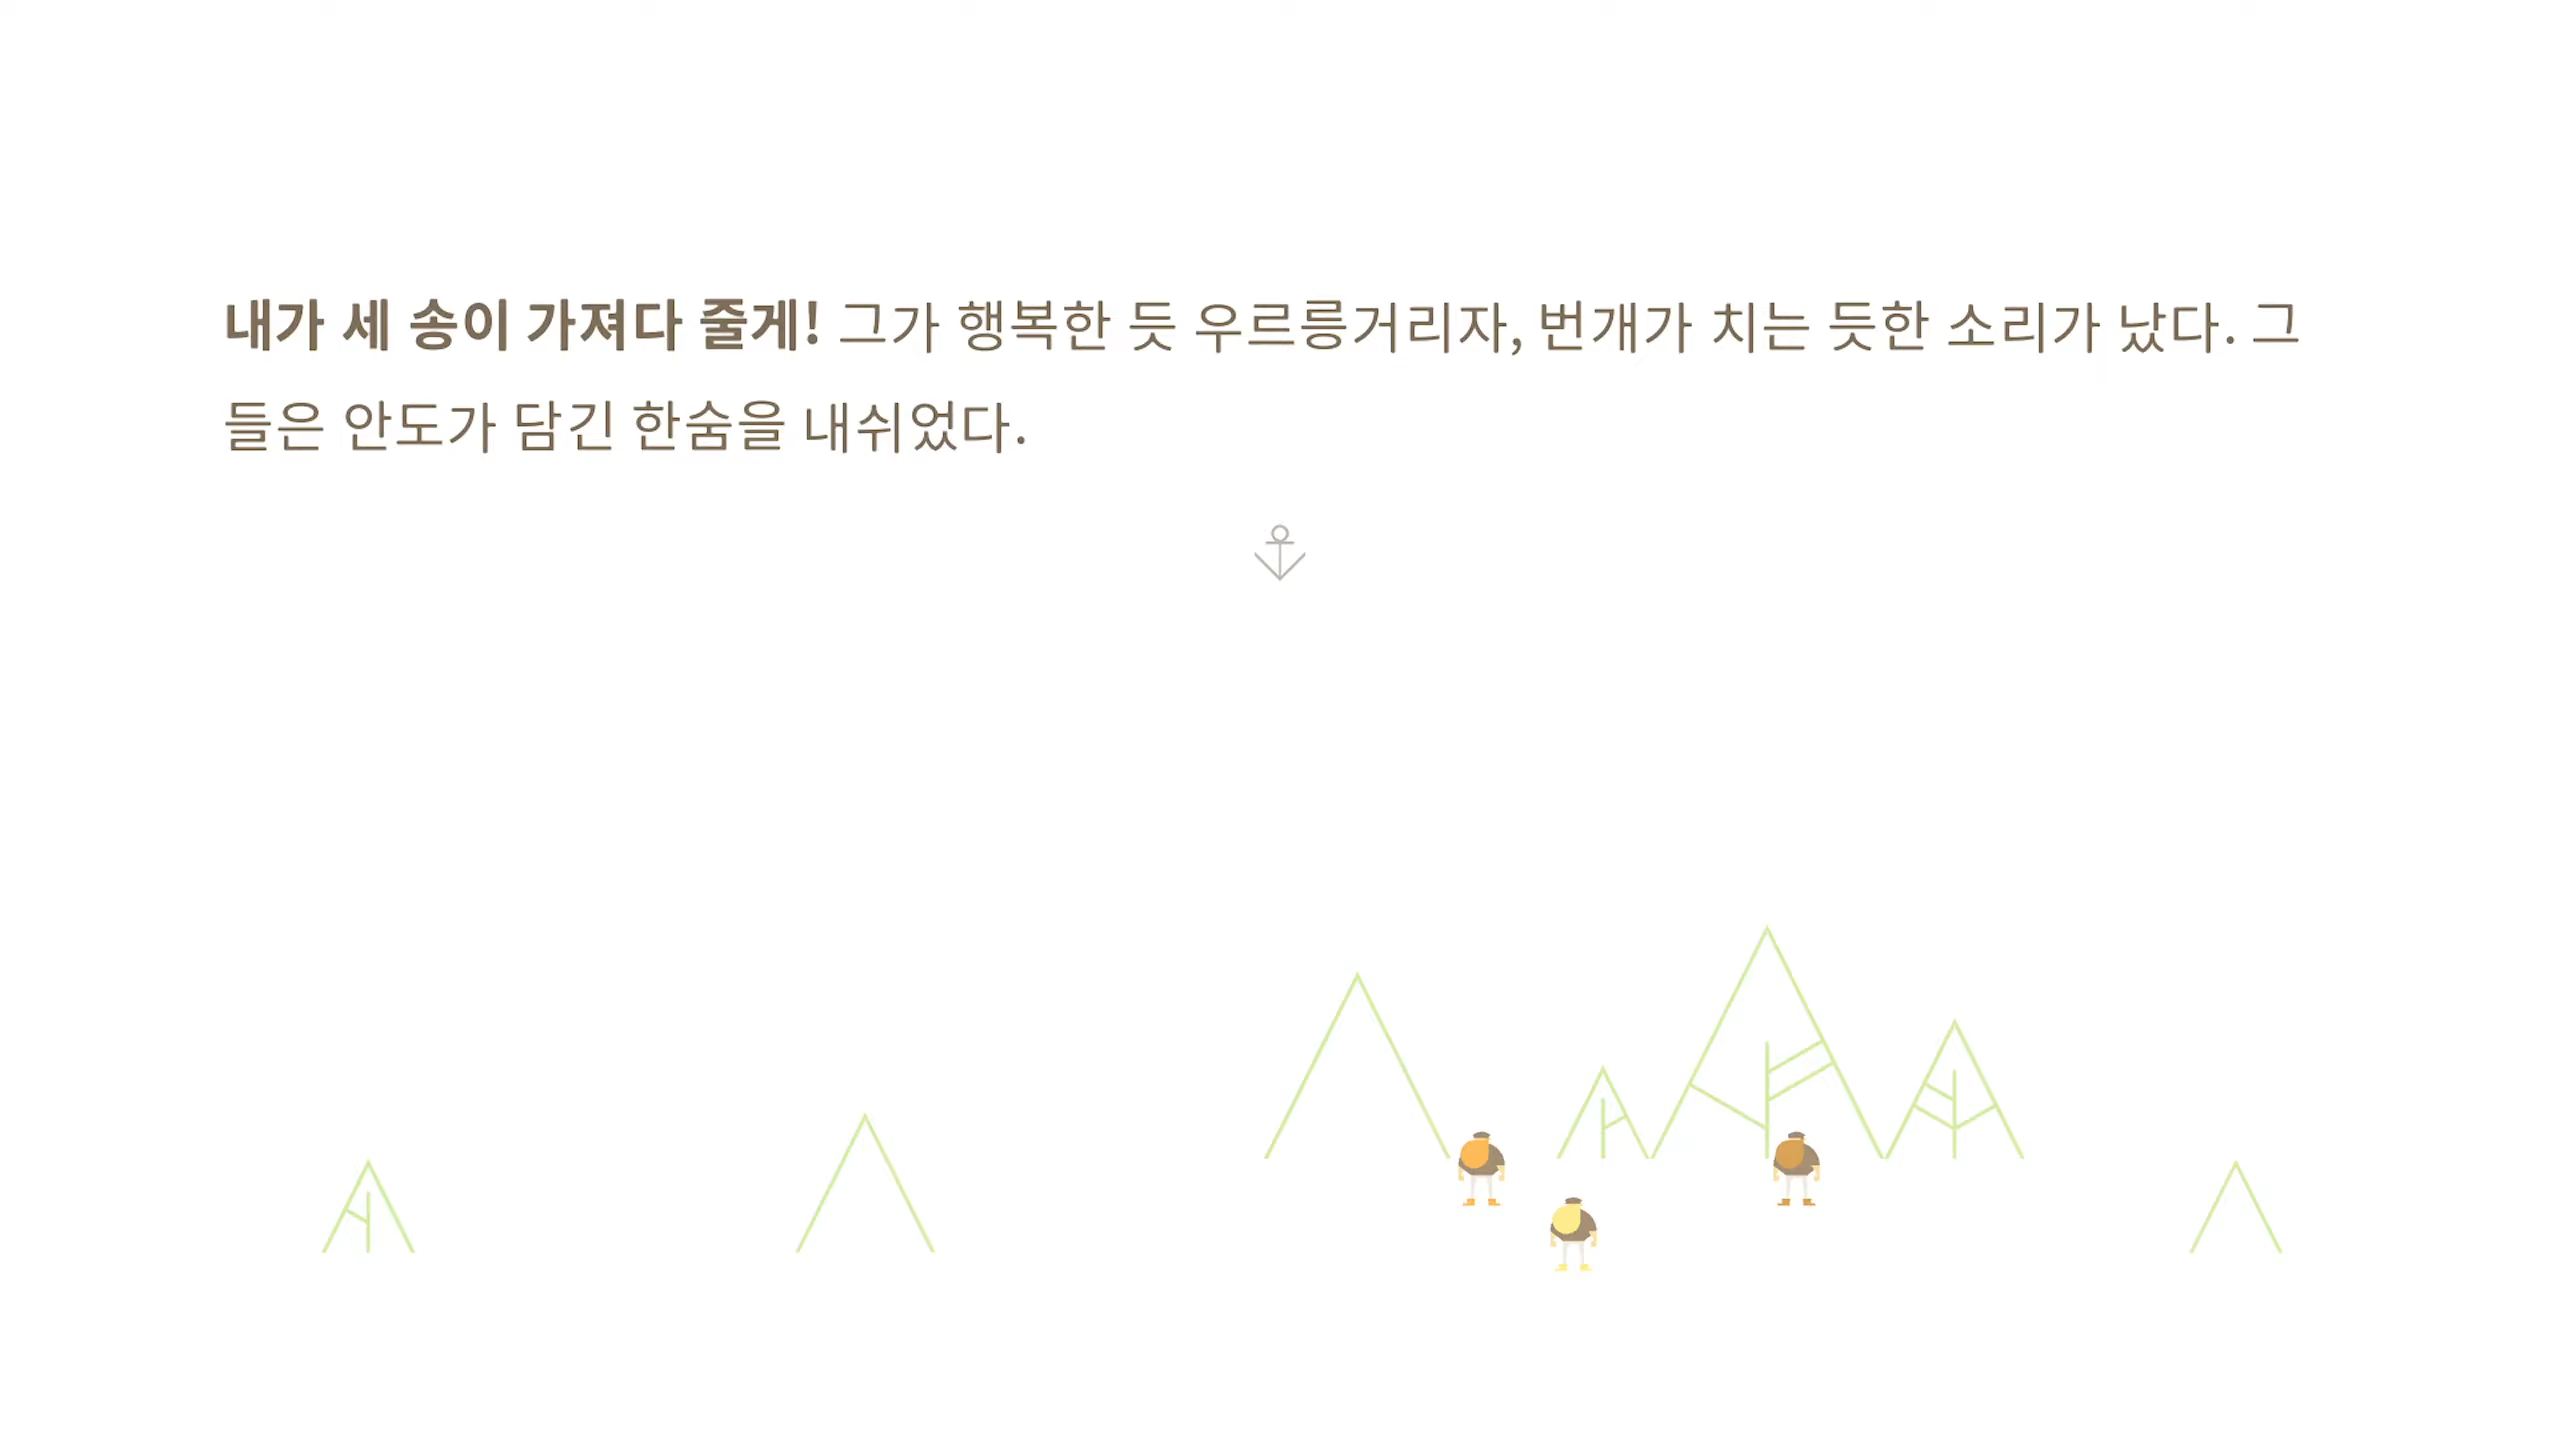 내가 세 송이 가져다 줄게! 그가 행복한 듯 우르릉거리자, 번개가 치는 듯한 소리가 났다. 그
들은 안도가 담긴 한숨을 내쉬었다.